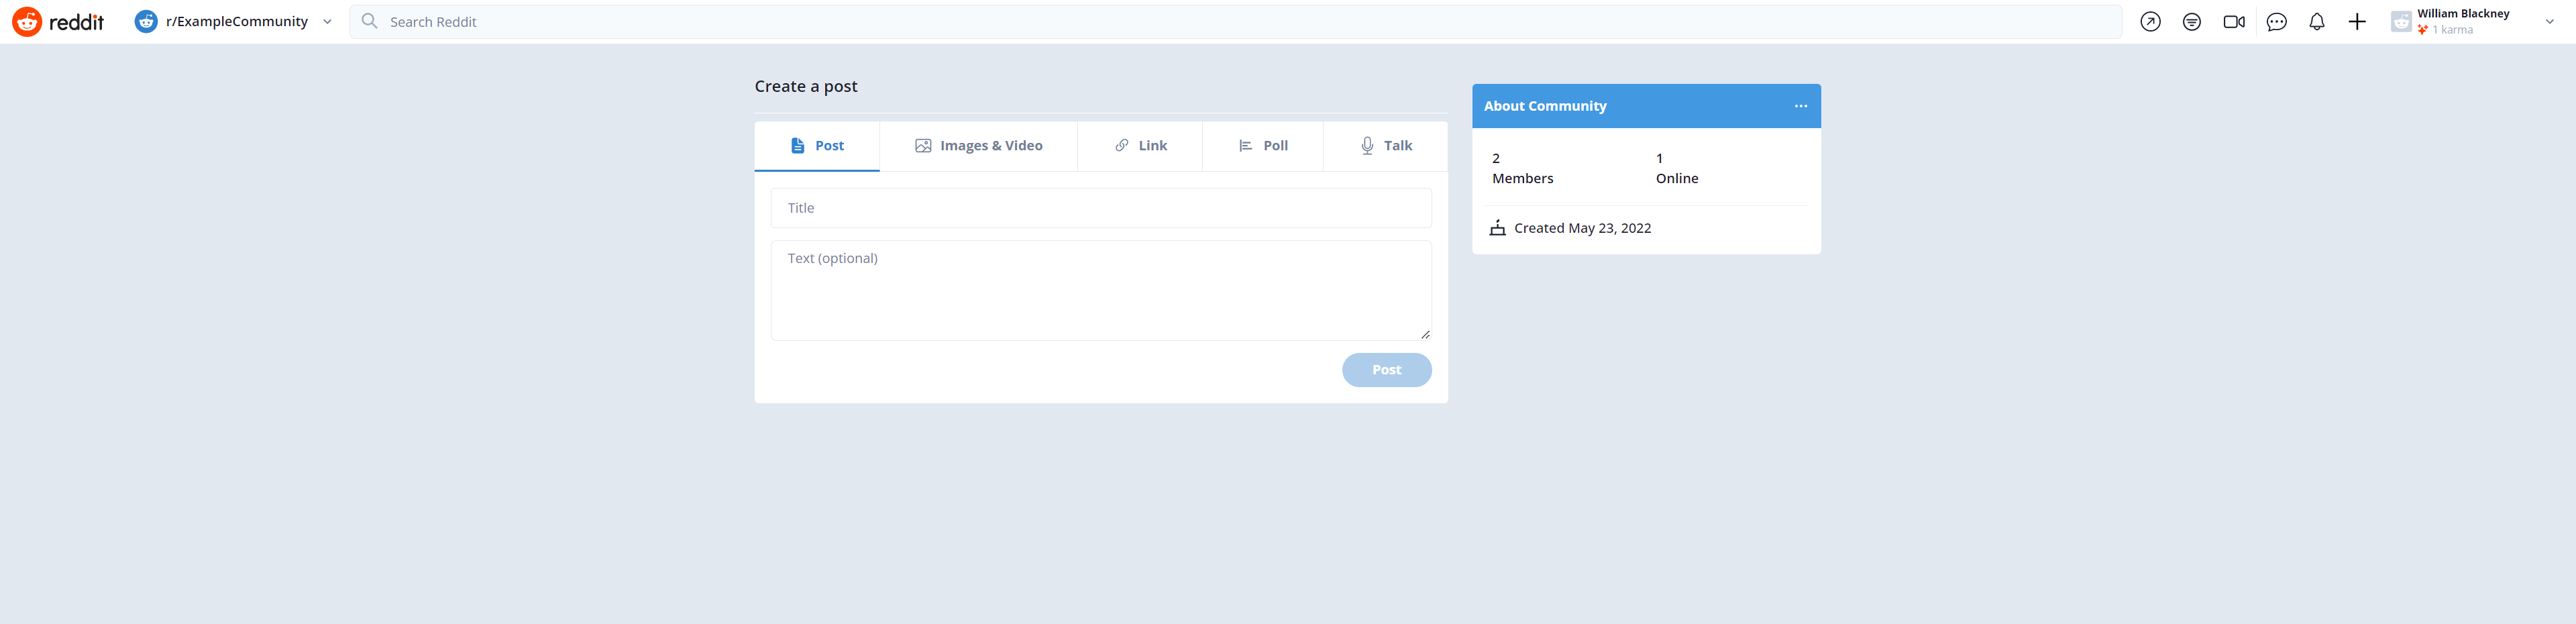 reddit
r/ExampleCommunity
Search Reddit
William Blackney
1 karma
Create a post
Post
Images & Video
Link
Poll
Talk
Title
Text (optional)
Post
About Community
2
Members
1
Online
Created May 23, 2022